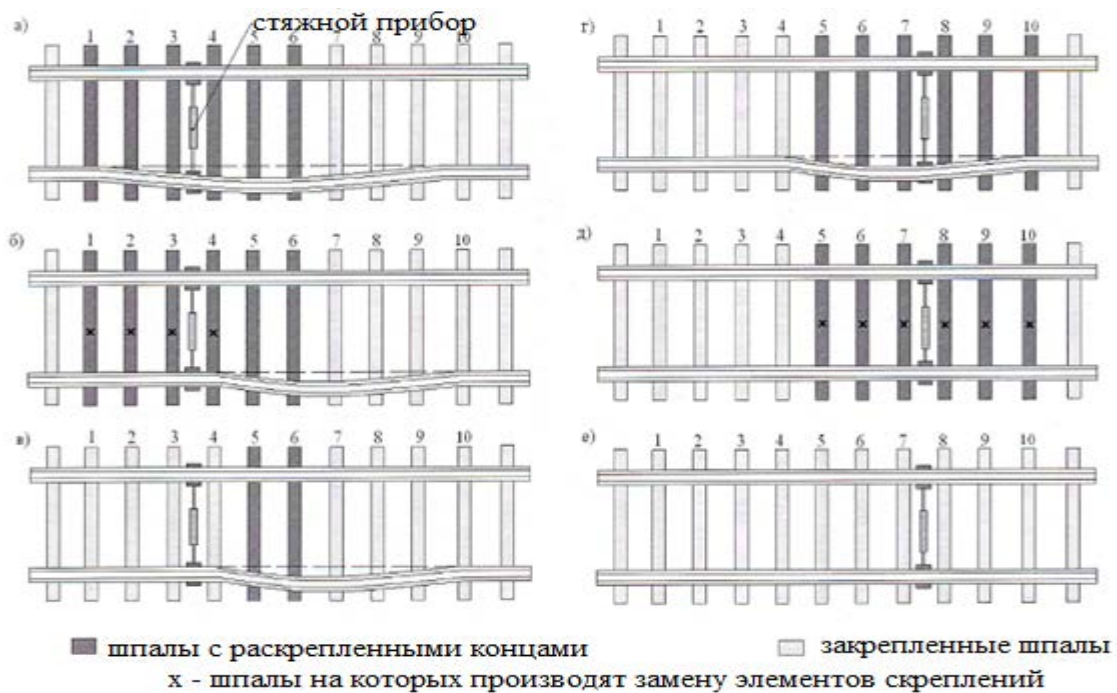 стяжной прибор
а)
1 2 3 4 5 6 7 8 9 10
г)
1 2 3 4 5 6 7 8 9 10
б)
1 2 3 4 5 6 7 8 9 10
д)
1 2 3 4 5 6 7 8 9 10
в)
1 2 3 4 5 6 7 8 9 10
е)
1 2 3 4 5 6 7 8 9 10
шпалы с раскрепленными концами
закрепленные шпалы
х - шпалы на которых производят замену элементов скреплений